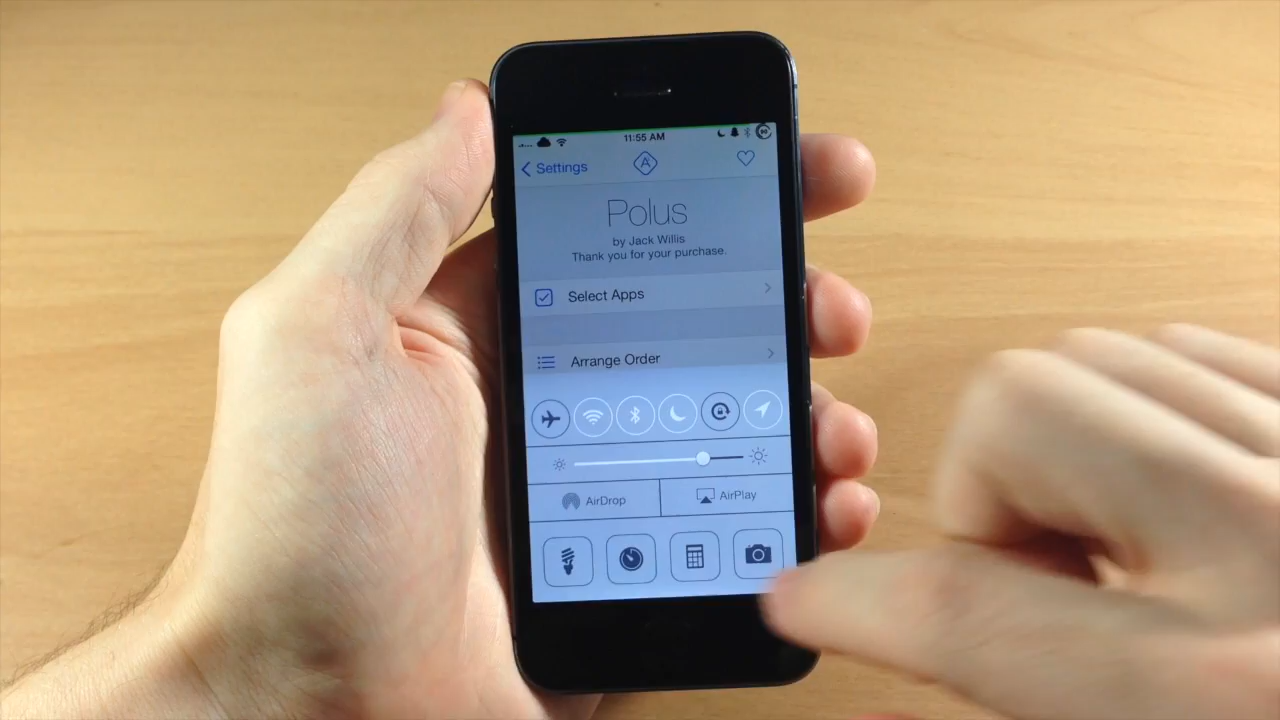 11:55 AM
Settings
Polus
by Jack Willis
Thank you for your purchase.
Select Apps
Arrange Order
AirDrop
AirPlay